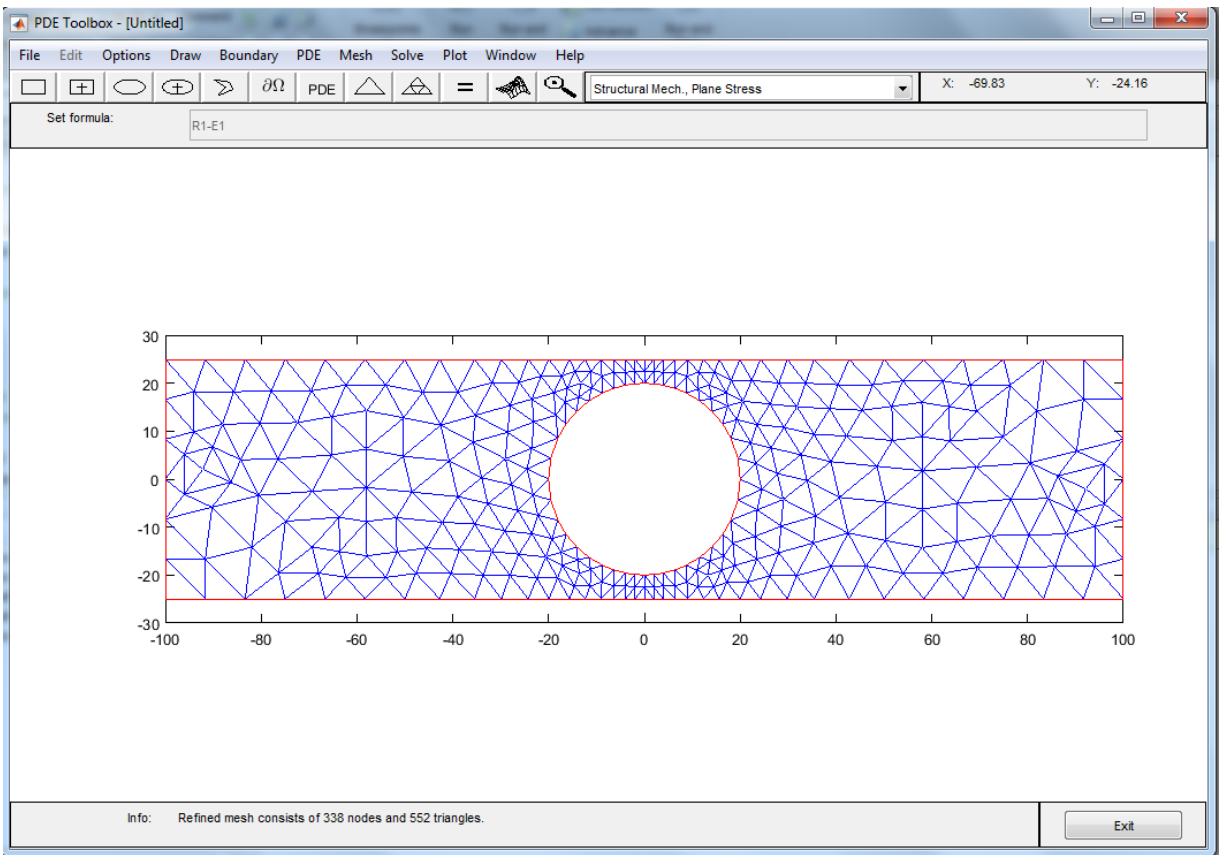 PDE Toolbox - [Untitled]
File Edit Options Draw Boundary PDE Mesh Solve Plot Window Help
∂Ω PDE = Structural Mech., Plane Stress X: -69.83 Y: -24.16
Set formula: R1-E1
30
20
10
0
-10
-20
-30
-100 -80 -60 -40 -20 0 20 40 60 80 100
Info: Refined mesh consists of 338 nodes and 552 triangles.
Exit